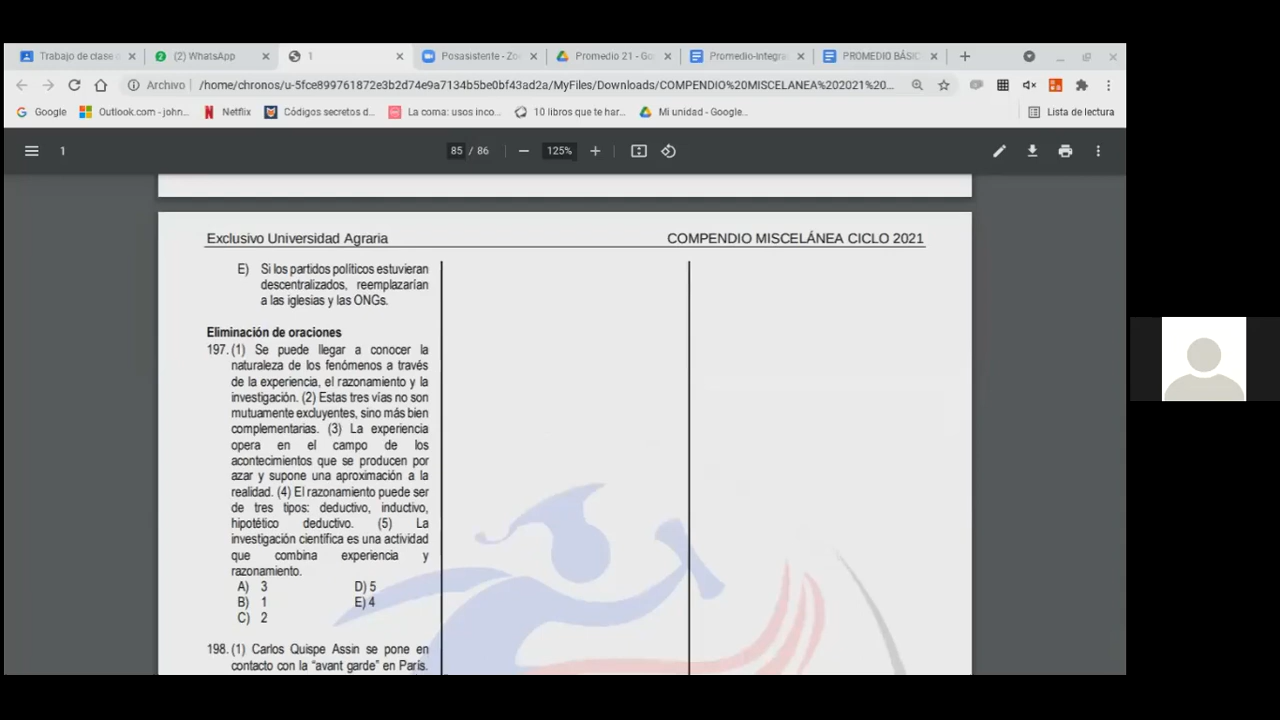 Trabajo de clase d
(2) WhatsApp
1
Posasistente - Zo
Promedio 21 - Go
Promedio-Integra
PROMEDIO BÁSIC
Archivo /home/chronos/u-5fce899761872e3b2d74e9a7134b5be0bf43ad2a/MyFiles/Downloads/COMPENDIO%20MISCELANEA%202021%20...
Google
Outlook.com - john...
Netflix
Códigos secretos d...
La coma: usos inco...
10 libros que te har...
Mi unidad - Google...
Lista de lectura
1
85 / 86
125%
Exclusivo Universidad Agraria
COMPENDIO MISCELÁNEA CICLO 2021
E) Si los partidos políticos estuvieran
descentralizados, reemplazarían
a las iglesias y las ONGs.
Eliminación de oraciones
197. (1) Se puede llegar a conocer la
naturaleza de los fenómenos a través
de la experiencia, el razonamiento y la
investigación. (2) Estas tres vías no son
mutuamente excluyentes, sino más bien
complementarias. (3) La experiencia
opera en el campo de los
acontecimientos que se producen por
azar y supone una aproximación a la
realidad. (4) El razonamiento puede ser
de tres tipos: deductivo, inductivo,
hipotético deductivo. (5) La
investigación científica es una actividad
que combina experiencia y
razonamiento.
A) 3 D) 5
B) 1 E) 4
C) 2
198. (1) Carlos Quispe Assin se pone en
contacto con la “avant garde” en París.